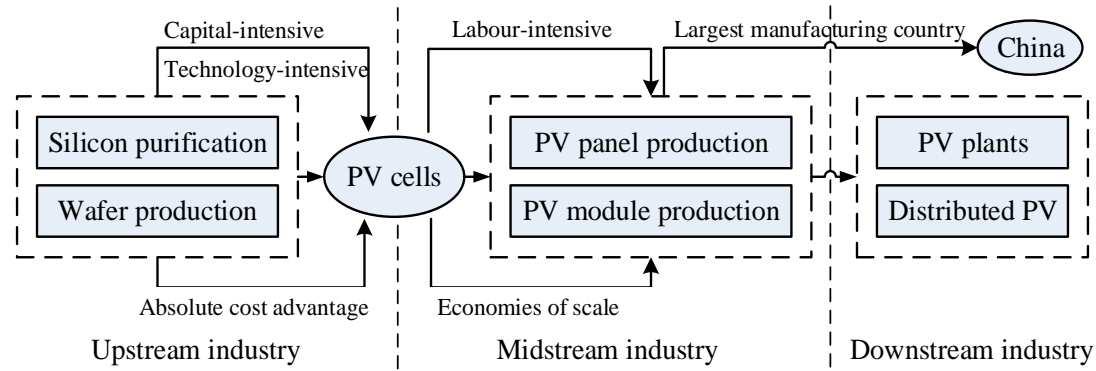 Capital-intensive
Technology-intensive
Labour-intensive
Largest manufacturing country
China
Silicon purification
Wafer production
PV cells
PV panel production
PV module production
PV plants
Distributed PV
Absolute cost advantage
Economies of scale
Upstream industry
Midstream industry
Downstream industry